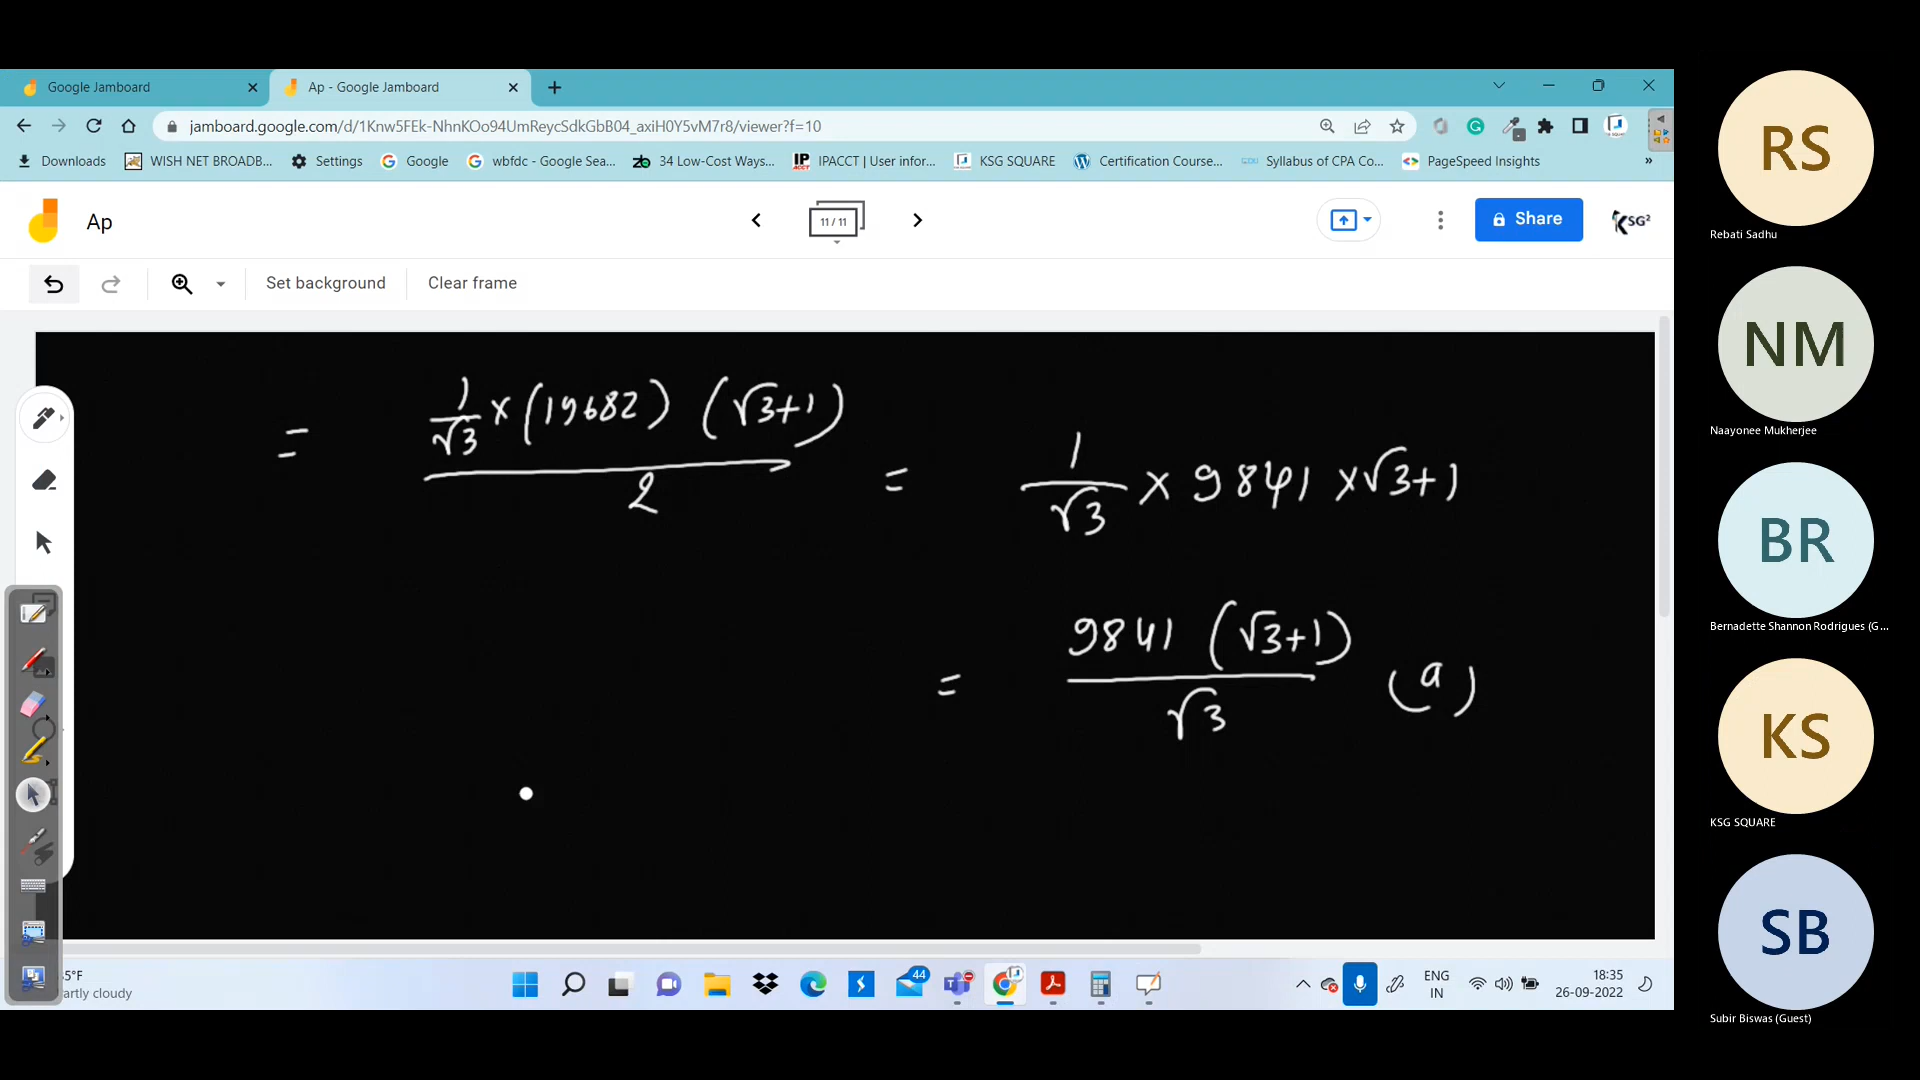 Google Jamboard
Ap - Google Jamboard
jamboard.google.com/d/1Knw5FEk-NhnKOo94UmReycSdkGbB04_axiH0Y5vM7r8/viewer?f=10
Downloads WISH NET BROADB... Settings Google wbfdc - Google Sea... 34 Low-Cost Ways... IPACCT | User infor... KSG SQUARE Certification Course... Syllabus of CPA Co... PageSpeed Insights »
Ap
11 / 11
Share
KSG²
Set background Clear frame
= 1/√3 × (19682) (√3+1) / 2 = 1/√3 × 9841 × √3+1
= 9841 (√3+1) / √3 (a)
5°F
artly cloudy
44
ENG
IN
18:35
26-09-2022
RS
Rebati Sadhu
NM
Naayonee Mukherjee
BR
Bernadette Shannon Rodrigues (G...
KS
KSG SQUARE
SB
Subir Biswas (Guest)